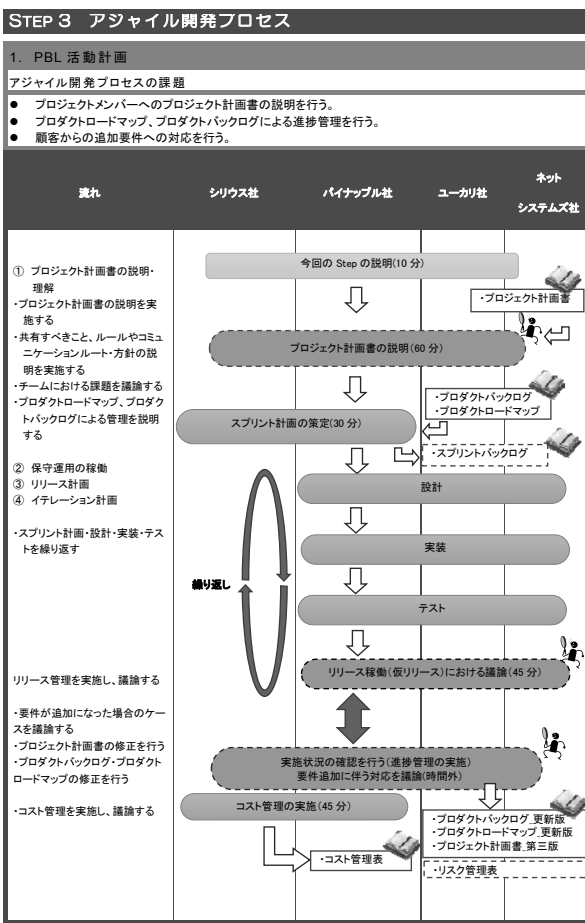 STEP 3 アジャイル開発プロセス
1. PBL 活動計画
アジャイル開発プロセスの課題
● プロジェクトメンバーへのプロジェクト計画書の説明を行う。
● プロダクトロードマップ、プロダクトバックログによる進捗管理を行う。
● 顧客からの追加要件への対応を行う。
流れ
シリウス社
パイナップル社
ユーカリ社
ネット
システムズ社
今回の Step の説明(10 分)
① プロジェクト計画書の説明・
理解
・プロジェクト計画書の説明を実
施する
・共有すべきこと、ルールやコミュ
ニケーションルート・方針の説
明を実施する
・チームにおける課題を議論する
・プロダクトロードマップ、プロダク
トバックログによる管理を説明
する
・プロジェクト計画書
プロジェクト計画書の説明(60 分)
・プロダクトバックログ
・プロダクトロードマップ
スプリント計画の策定(30 分)
・スプリントバックログ
② 保守運用の稼働
③ リリース計画
④ イテレーション計画
設計
・スプリント計画・設計・実装・テス
トを繰り返す
実装
繰り返し
テスト
リリース管理を実施し、議論する
リリース稼働(仮リリース)における議論(45 分)
・要件が追加になった場合のケー
スを議論する
・プロジェクト計画書の修正を行う
・プロダクトバックログ・プロダクト
ロードマップの修正を行う
実施状況の確認を行う(進捗管理の実施)
要件追加に伴う対応を議論(時間外)
・コスト管理を実施し、議論する
コスト管理の実施(45 分)
・プロダクトバックログ_更新版
・プロダクトロードマップ_更新版
・プロジェクト計画書_第三版
・コスト管理表
・リスク管理表